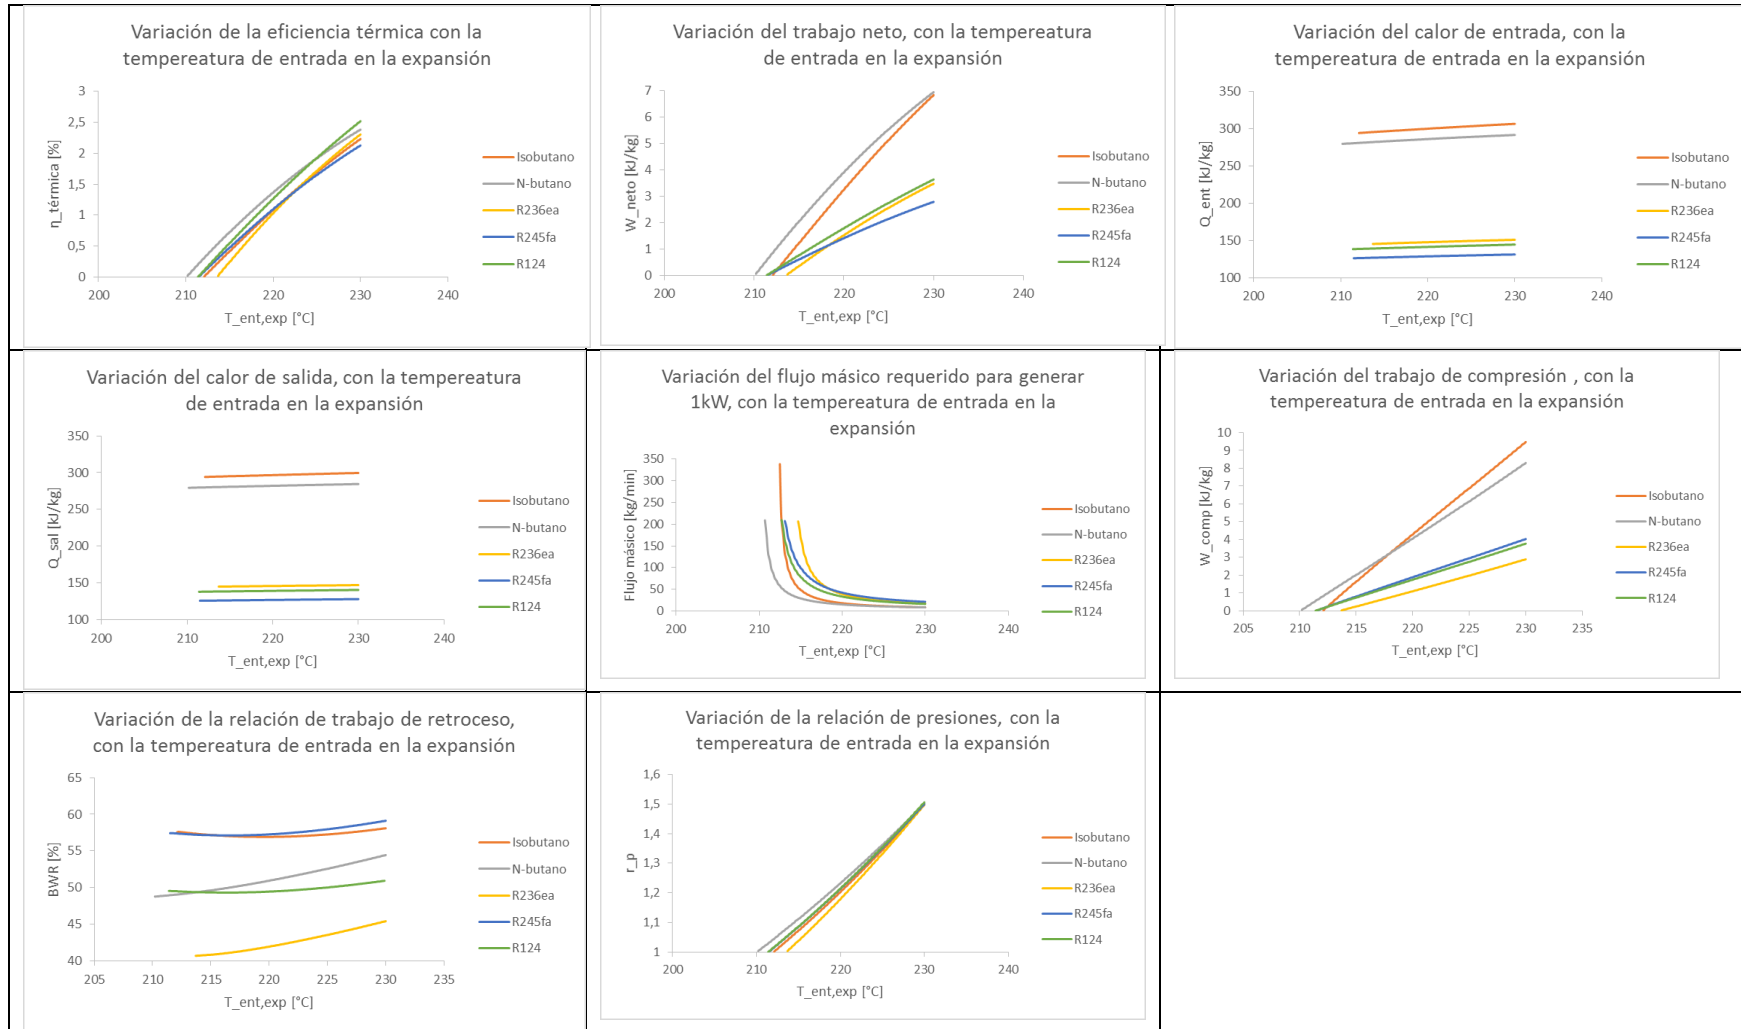 Variación de la eficiencia térmica con la
tempereatura de entrada en la expansión
η_térmica [%]
3
2,5
2
1,5
1
0,5
0
200
210
220
230
240
T_ent,exp [°C]
Isobutano
N-butano
R236ea
R245fa
R124
Variación del trabajo neto, con la tempereatura
de entrada en la expansión
W_neto [kJ/kg]
7
6
5
4
3
2
1
0
200
210
220
230
240
T_ent,exp [°C]
Isobutano
N-butano
R236ea
R245fa
R124
Variación del calor de entrada, con la
tempereatura de entrada en la expansión
Q_ent [kJ/kg]
350
300
250
200
150
100
200
210
220
230
240
T_ent,exp [°C]
Isobutano
N-butano
R236ea
R245fa
R124
Variación del calor de salida, con la tempereatura
de entrada en la expansión
Q_sal [kJ/kg]
350
300
250
200
150
100
200
210
220
230
240
T_ent,exp [°C]
Isobutano
N-butano
R236ea
R245fa
R124
Variación del flujo másico requerido para generar
1kW, con la tempereatura de entrada en la
expansión
Flujo másico [kg/min]
350
300
250
200
150
100
50
0
200
210
220
230
240
T_ent,exp [°C]
Isobutano
N-butano
R236ea
R245fa
R124
Variación del trabajo de compresión , con la
tempereatura de entrada en la expansión
W_comp [kJ/kg]
10
9
8
7
6
5
4
3
2
1
0
205
210
215
220
225
230
235
T_ent,exp [°C]
Isobutano
N-butano
R236ea
R245fa
R124
Variación de la relación de trabajo de retroceso,
con la tempereatura de entrada en la expansión
BWR [%]
65
60
55
50
45
40
205
210
215
220
225
230
235
T_ent,exp [°C]
Isobutano
N-butano
R236ea
R245fa
R124
Variación de la relación de presiones, con la
tempereatura de entrada en la expansión
r_p
1,6
1,5
1,4
1,3
1,2
1,1
1
200
210
220
230
240
T_ent,exp [°C]
Isobutano
N-butano
R236ea
R245fa
R124